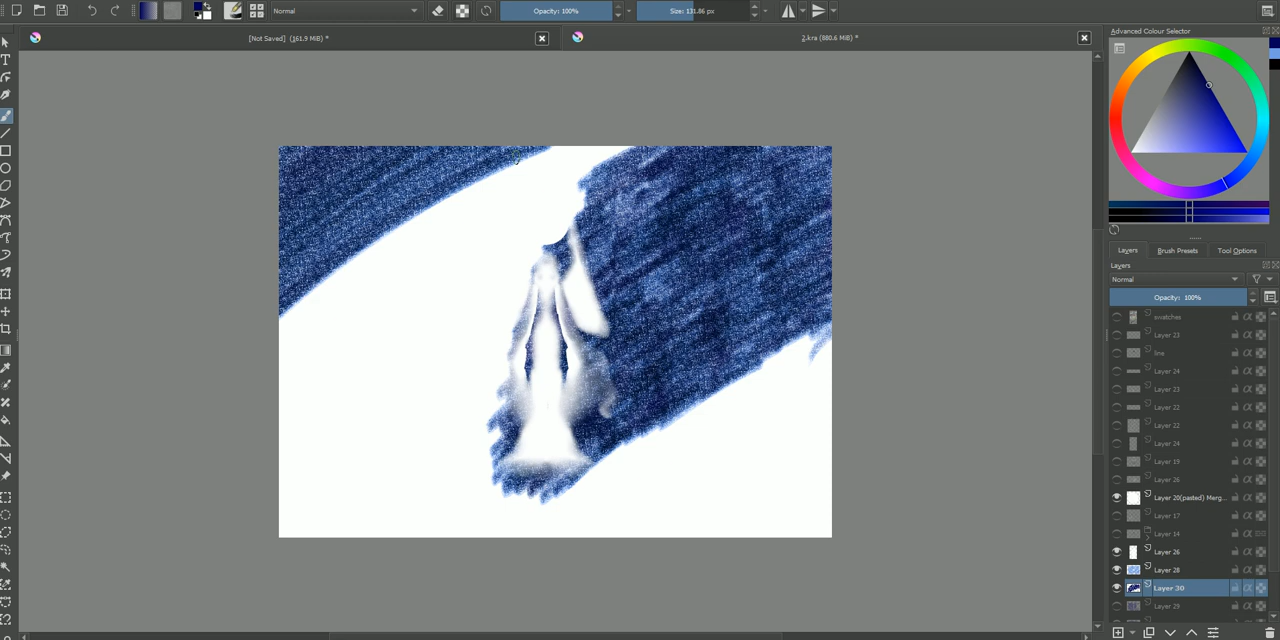 Normal
Opacity: 100%
Size: 131.86 px
[Not Saved] (161.9 MiB) *
2.kra (880.6 MiB) *
Advanced Colour Selector
Layers
Brush Presets
Tool Options
Layers
Normal
Opacity: 100%
swatches
Layer 23
line
Layer 24
Layer 23
Layer 22
Layer 22
Layer 24
Layer 19
Layer 26
Layer 20(pasted) Merg...
Layer 17
Layer 14
Layer 26
Layer 28
Layer 30
Layer 29